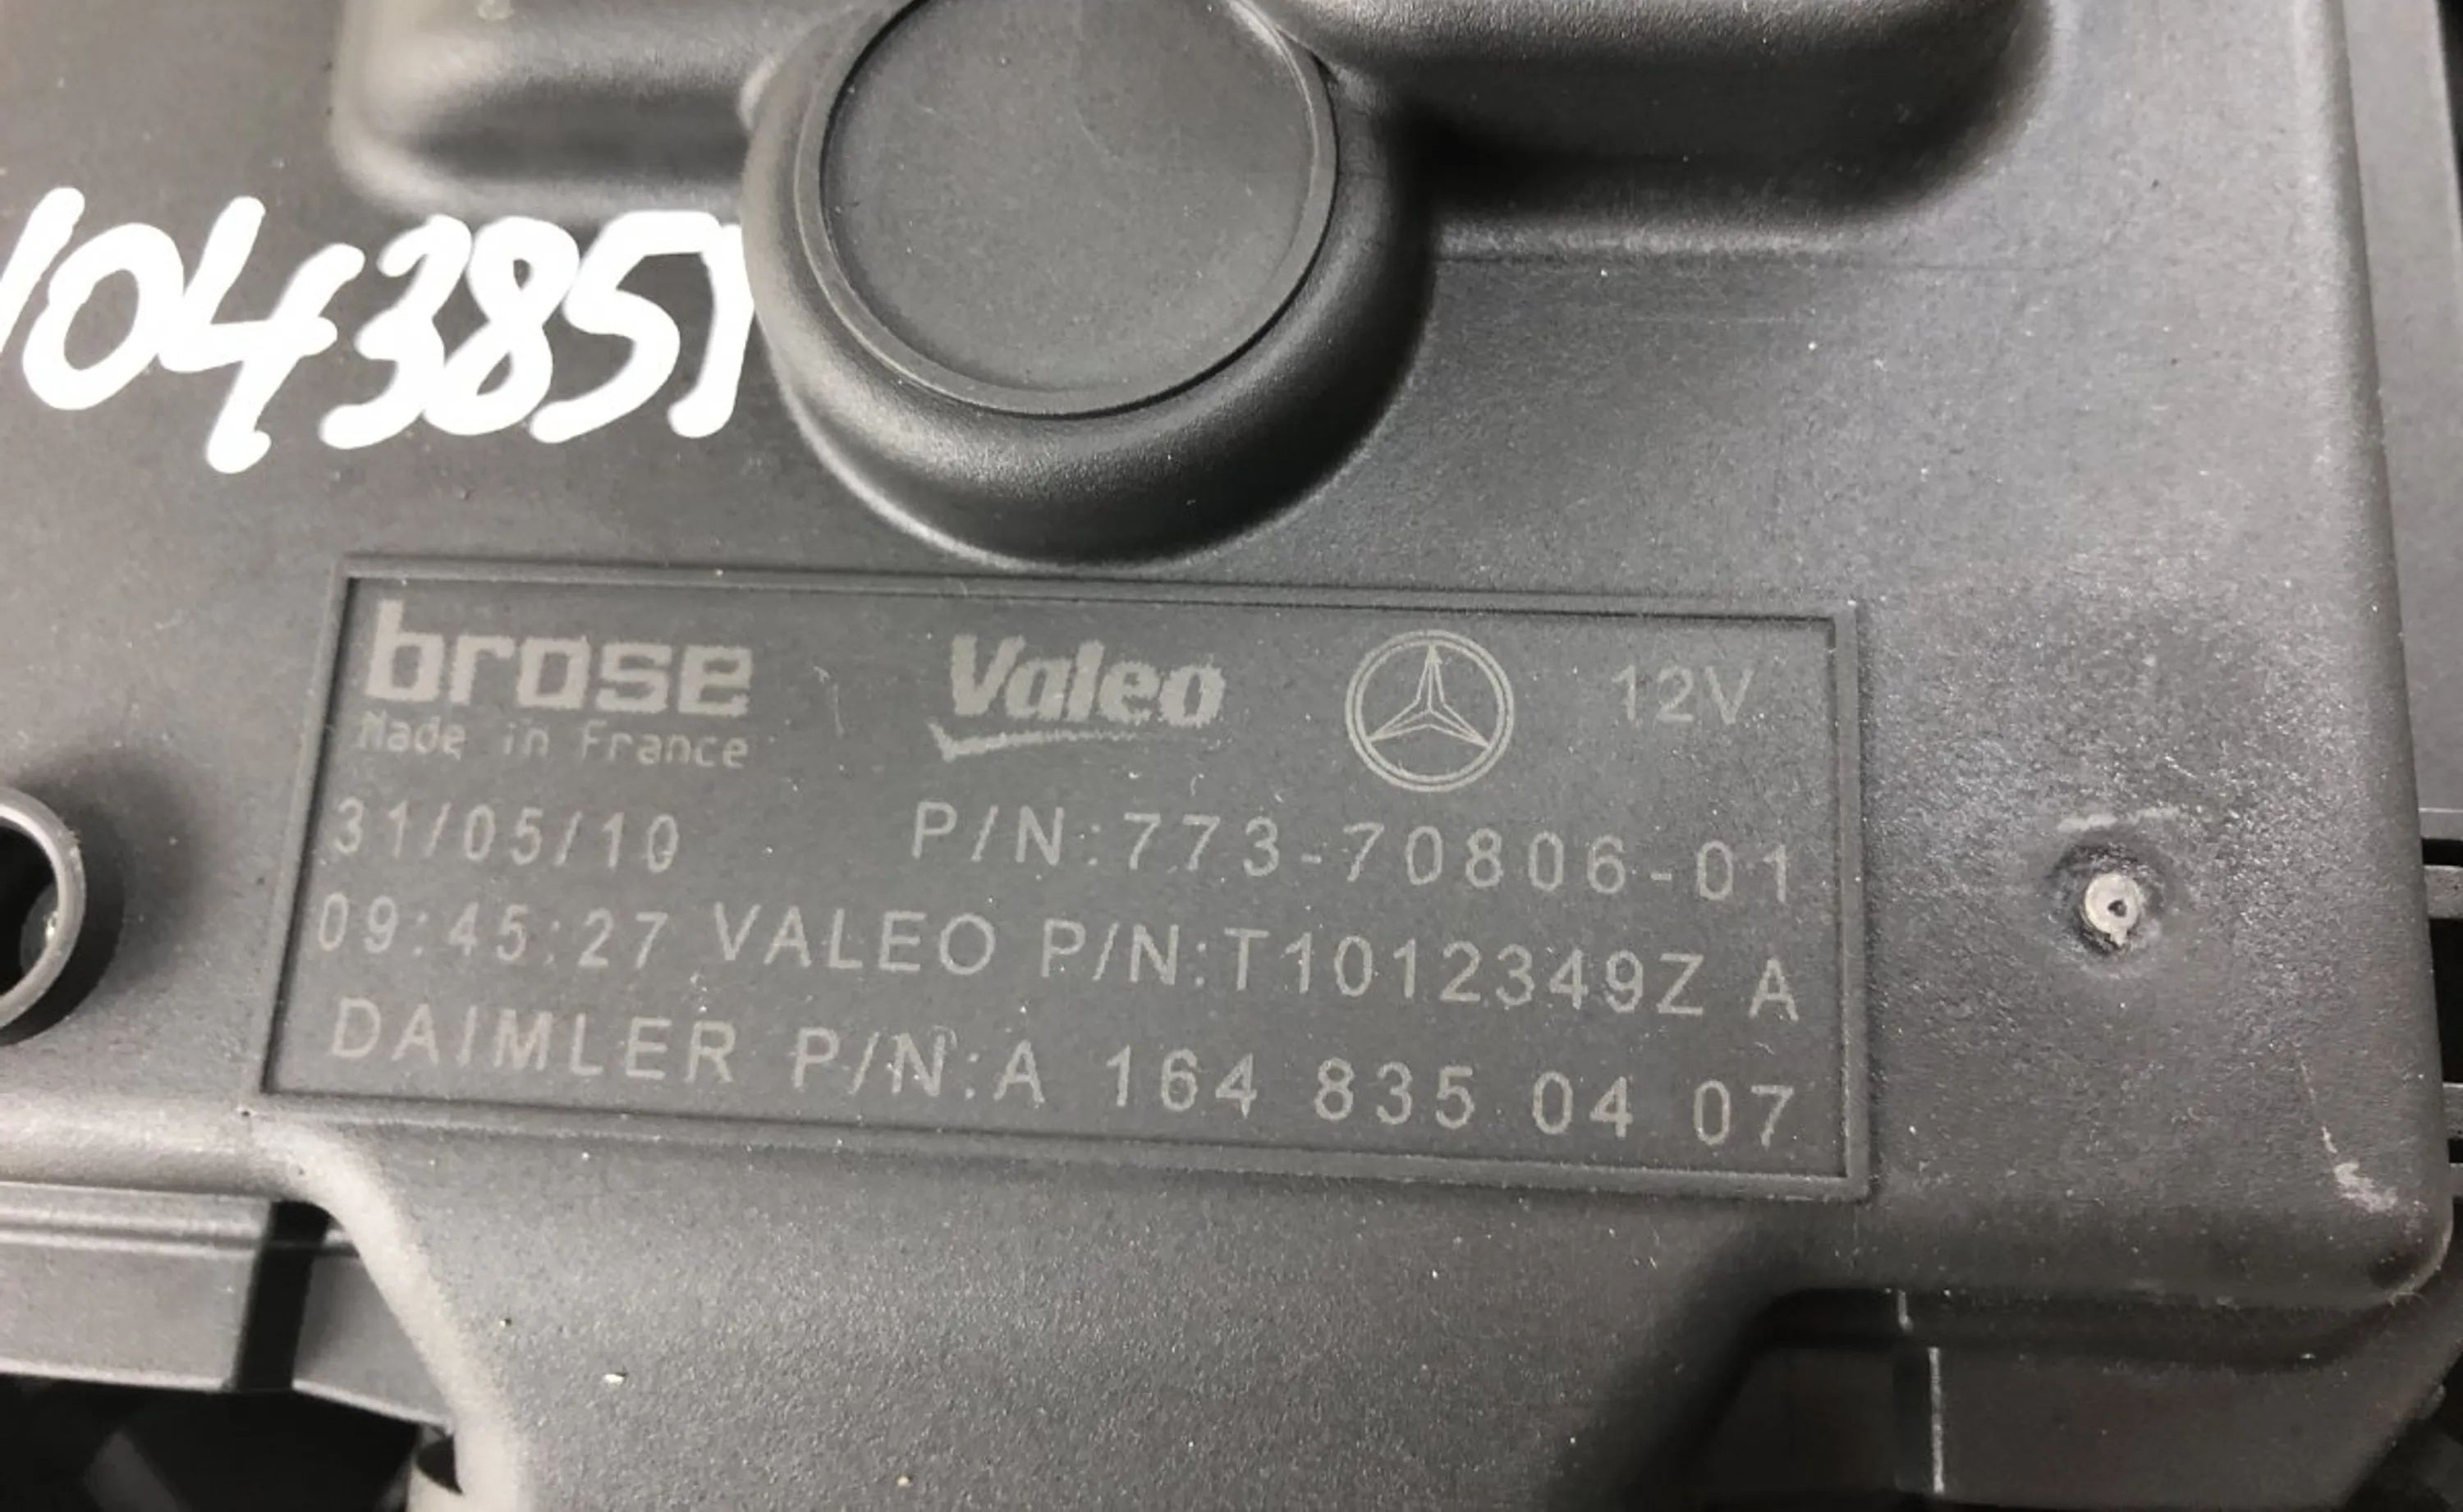 1043851
brose Valeo 12V
Made in France
31/05/10 P/N:773-70806-01
09:45:27 VALEO P/N:T1012349Z A
DAIMLER P/N:A 164 835 04 07